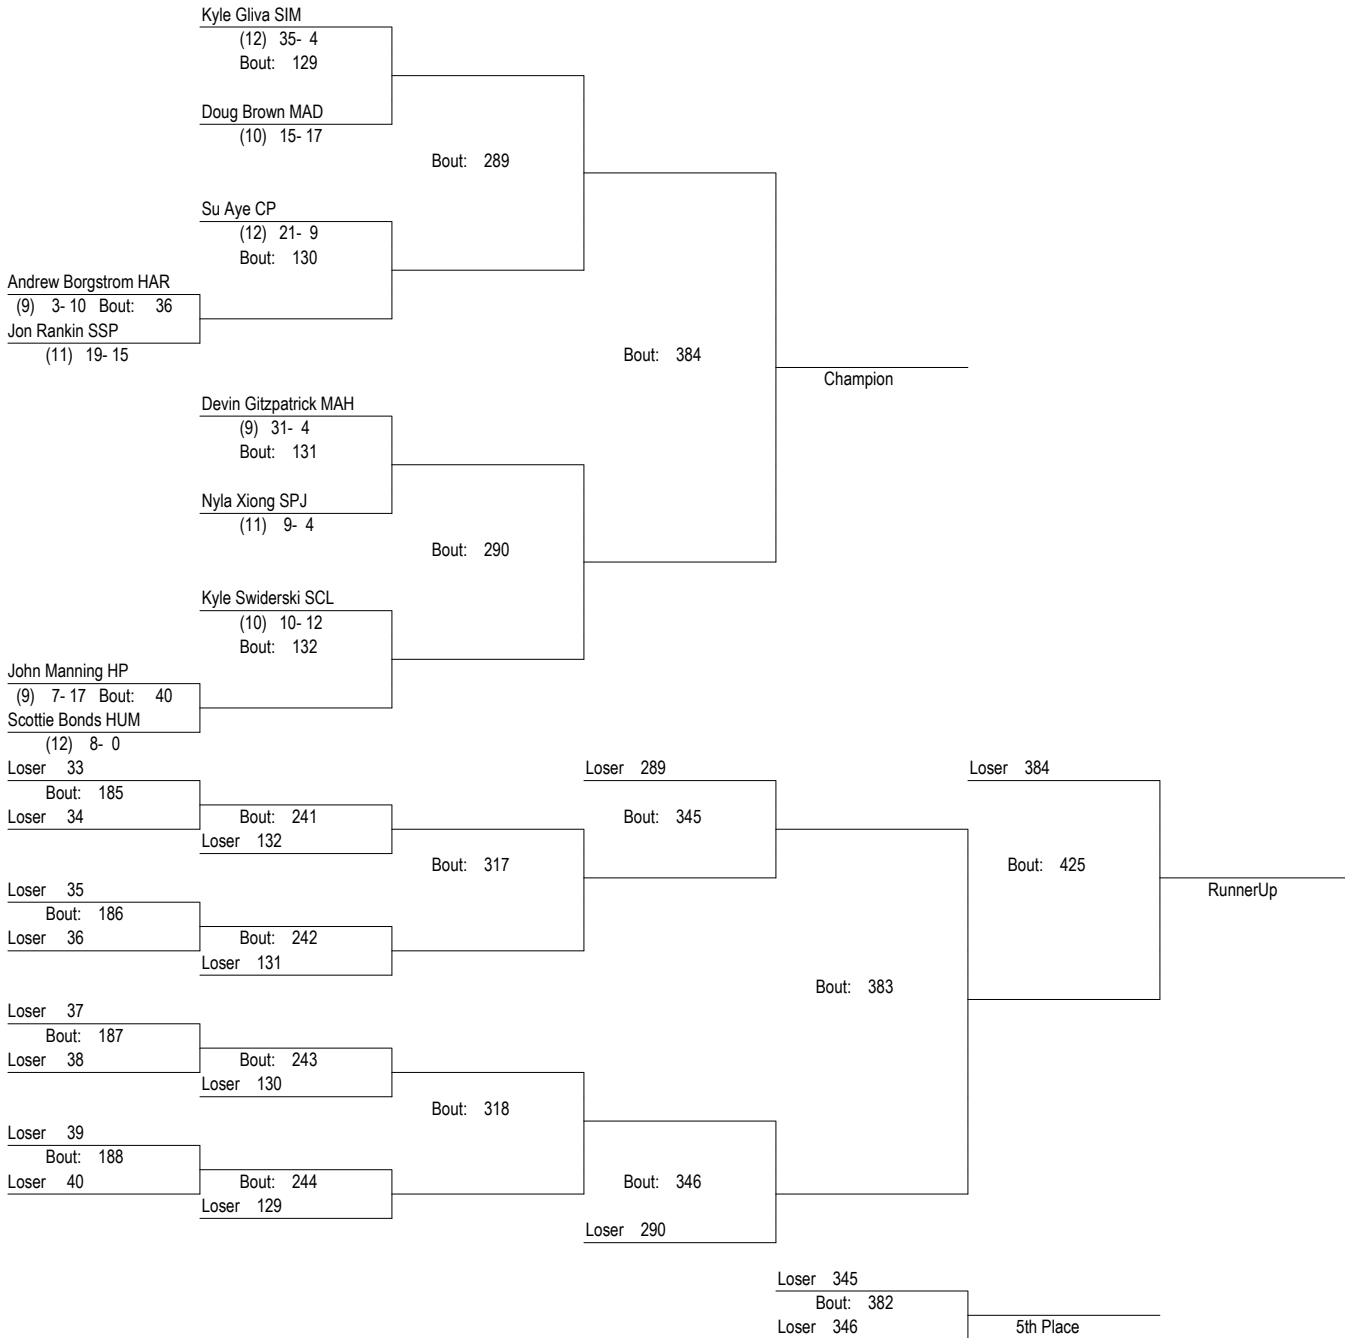 Kyle Gliva SIM
(12) 35- 4
Bout: 129
Doug Brown MAD
(10) 15- 17
Bout: 289
Su Aye CP
(12) 21- 9
Bout: 130
Andrew Borgstrom HAR
(9) 3- 10 Bout: 36
Jon Rankin SSP
(11) 19- 15
Bout: 384
Champion
Devin Gitzpatrick MAH
(9) 31- 4
Bout: 131
Nyla Xiong SPJ
(11) 9- 4
Bout: 290
Kyle Swiderski SCL
(10) 10- 12
Bout: 132
John Manning HP
(9) 7- 17 Bout: 40
Scottie Bonds HUM
(12) 8- 0
Loser 33
Bout: 185
Loser 34
Bout: 241
Loser 132
Bout: 317
Loser 289
Bout: 345
Loser 384
Bout: 425
RunnerUp
Loser 35
Bout: 186
Loser 36
Bout: 242
Loser 131
Bout: 383
Loser 37
Bout: 187
Loser 38
Bout: 243
Loser 130
Bout: 318
Loser 39
Bout: 188
Loser 40
Bout: 244
Loser 129
Bout: 346
Loser 290
Loser 345
Bout: 382
Loser 346
5th Place